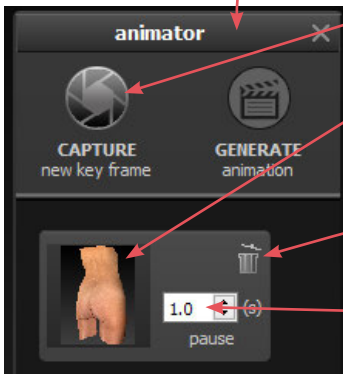 animator
CAPTURE
new key frame
GENERATE
animation
1.0 (s)
pause